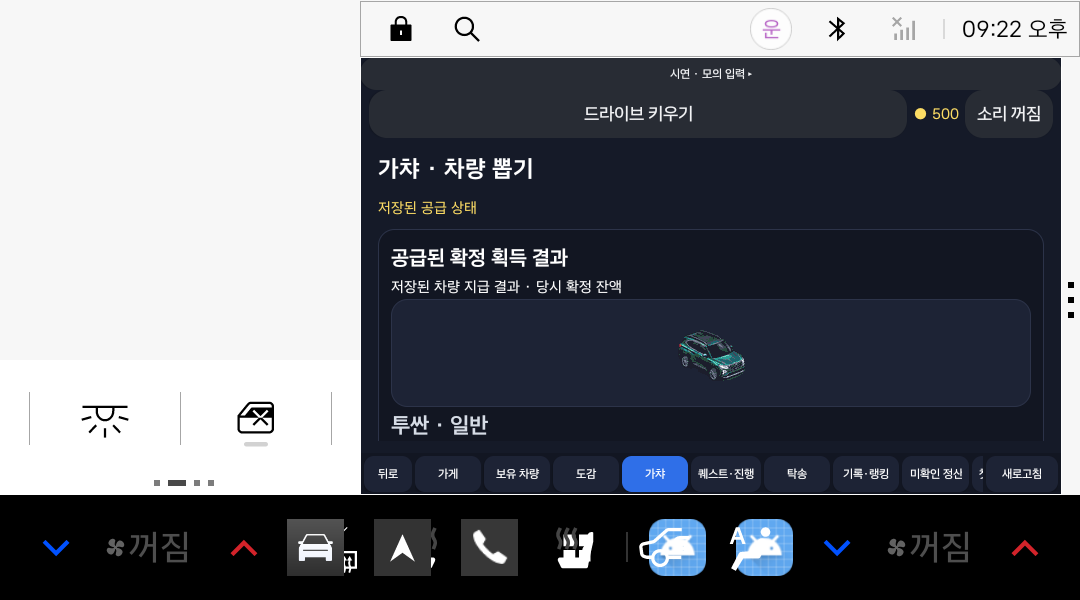 운
09:22 오후
시연 · 모의 입력 ▸
드라이브 키우기
500
소리 꺼짐
가챠 · 차량 뽑기
저장된 공급 상태
공급된 확정 획득 결과
저장된 차량 지급 결과 · 당시 확정 잔액
투싼 · 일반
뒤로
가게
보유 차량
도감
가챠
퀘스트·진행
탁송
기록·랭킹
미확인 정신
새로고침
꺼짐
A
꺼짐